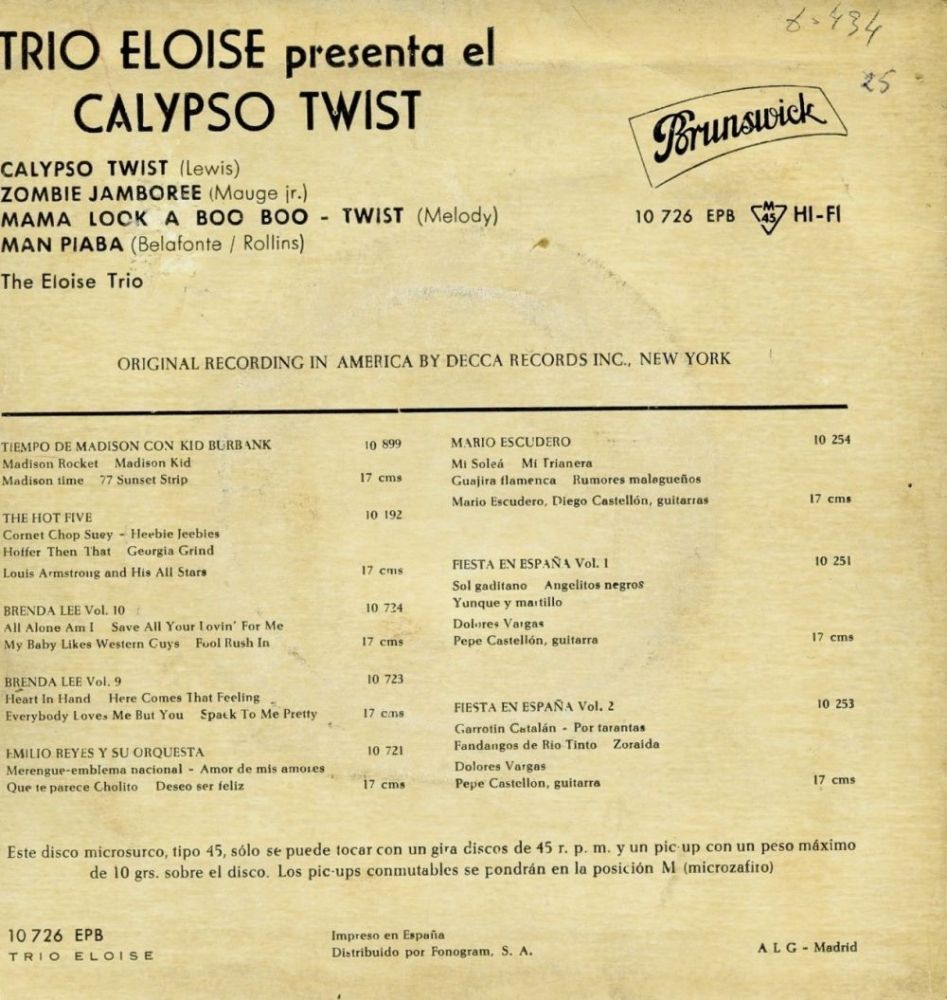 6-434
25
TRIO ELOISE presenta el
CALYPSO TWIST
Brunswick
CALYPSO TWIST (Lewis)
ZOMBIE JAMBOREE (Mauge jr.)
MAMA LOOK A BOO BOO - TWIST (Melody)
MAN PIABA (Belafonte / Rollins)
10 726 EPB M 45 HI-FI
The Eloise Trio
ORIGINAL RECORDING IN AMERICA BY DECCA RECORDS INC., NEW YORK
TIEMPO DE MADISON CON KID BURBANK 10 899
Madison Rocket Madison Kid
Madison time 77 Sunset Strip 17 cms
THE HOT FIVE 10 192
Cornet Chop Suey - Heebie Jeebies
Hoffer Then That Georgia Grind
Louis Armstrong and His All Stars 17 cms
BRENDA LEE Vol. 10 10 724
All Alone Am I Save All Your Lovin' For Me
My Baby Likes Western Guys Fool Rush In 17 cms
BRENDA LEE Vol. 9 10 723
Heart In Hand Here Comes That Feeling
Everybody Loves Me But You Spaek To Me Pretty 17 cms
EMILIO REYES Y SU ORQUESTA 10 721
Merengue-emblema nacional - Amor de mis amores
Que te parece Cholito Deseo ser feliz 17 cms
MARIO ESCUDERO 10 254
Mi Soleá Mi Trianera
Guajira flamenca Rumores malagueños
Mario Escudero, Diego Castellón, guitarras 17 cms
FIESTA EN ESPAÑA Vol. 1 10 251
Sol gaditano Angelitos negros
Yunque y martillo
Dolores Vargas
Pepe Castellón, guitarra 17 cms
FIESTA EN ESPAÑA Vol. 2 10 253
Garrotin Catalán - Por tarantas
Fandangos de Rio Tinto Zoraida
Dolores Vargas
Pepe Castellon, guitarra 17 cms
Este disco microsurco, tipo 45, sólo se puede tocar con un gira discos de 45 r. p. m. y un pic-up con un peso máximo
de 10 grs. sobre el disco. Los pic-ups conmutables se pondrán en la posición M (microzafiro)
10 726 EPB
TRIO ELOISE
Impreso en España
Distribuido por Fonogram, S. A.
A L G - Madrid